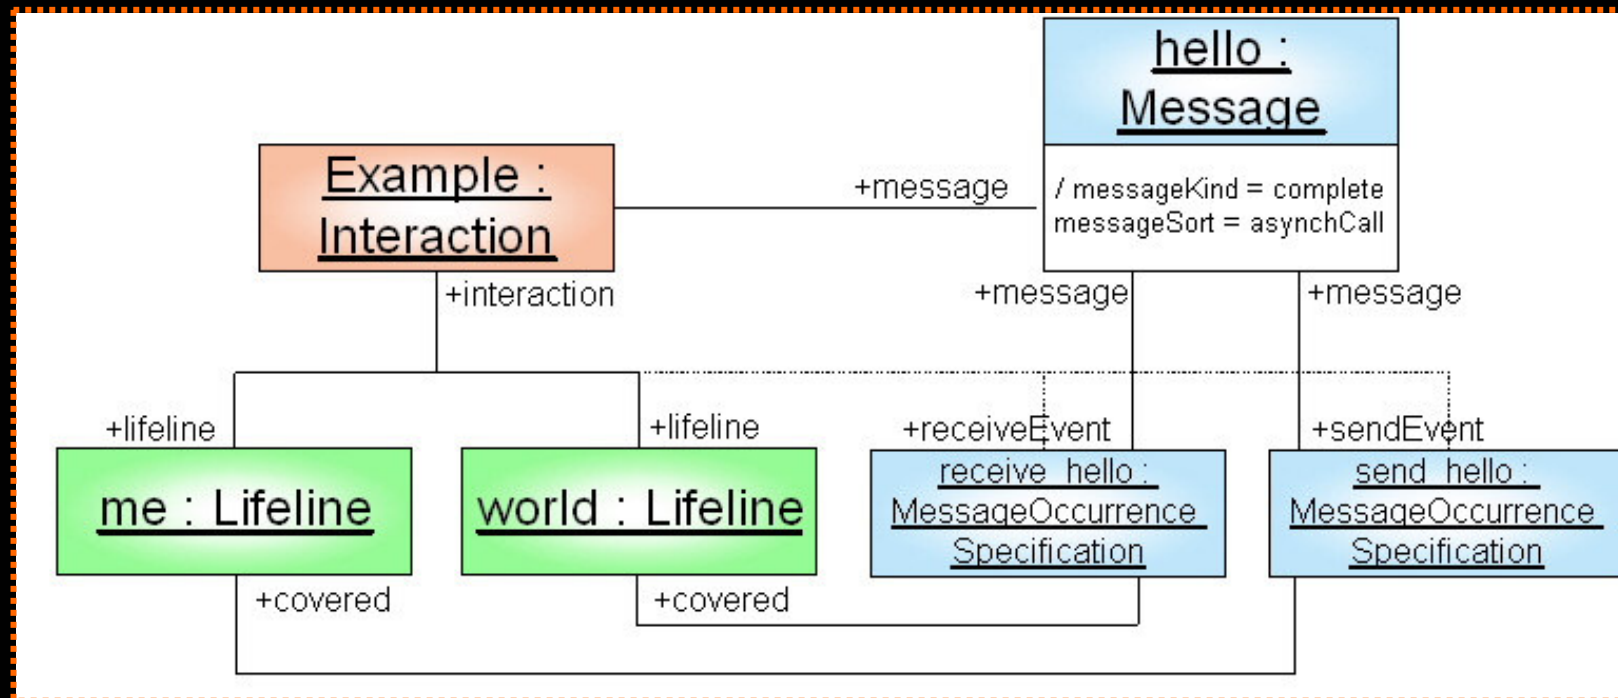 hello :
Message
/ messageKind = complete
messageSort = asynchCall
Example :
Interaction
+message
+interaction
+message
+message
+lifeline
+lifeline
+receiveEvent
+sendEvent
me : Lifeline
world : Lifeline
receive_hello :
MessageOccurrence
Specification
send_hello :
MessageOccurrence
Specification
+covered
+covered